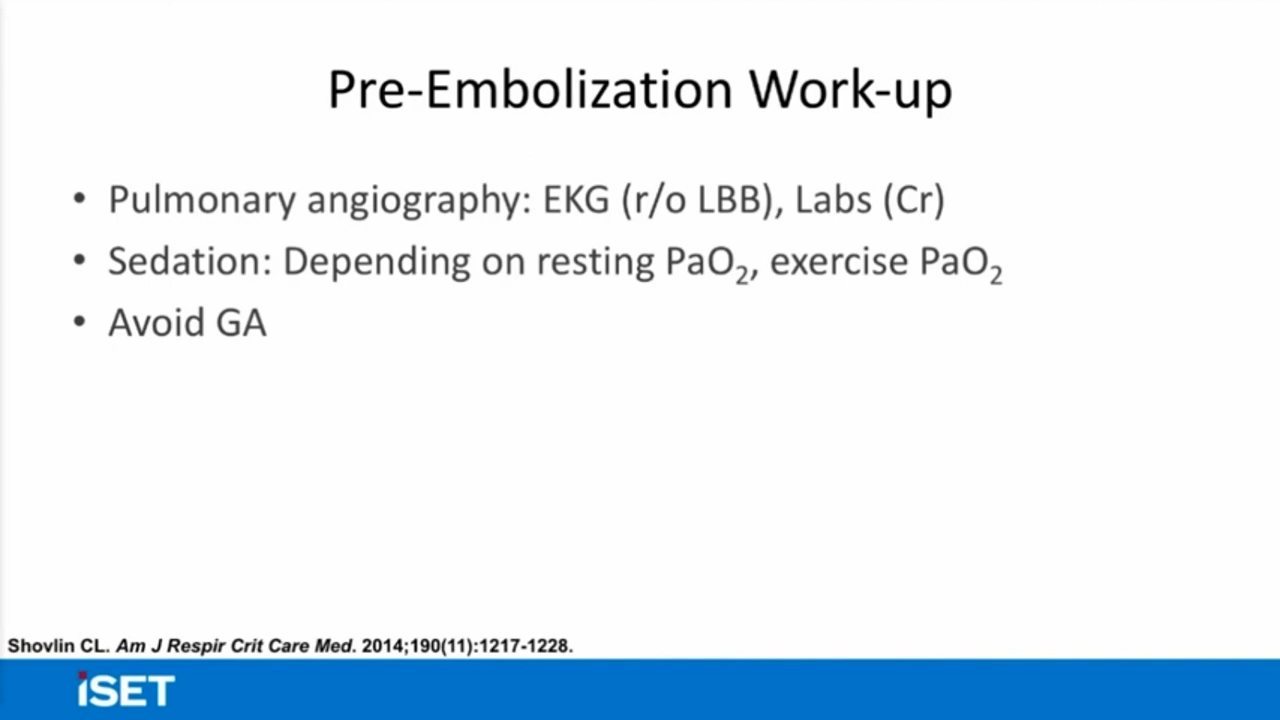 Pre-Embolization Work-up
• Pulmonary angiography: EKG (r/o LBB), Labs (Cr)
• Sedation: Depending on resting PaO₂, exercise PaO₂
• Avoid GA
Shovlin CL. Am J Respir Crit Care Med. 2014;190(11):1217-1228.
iSET